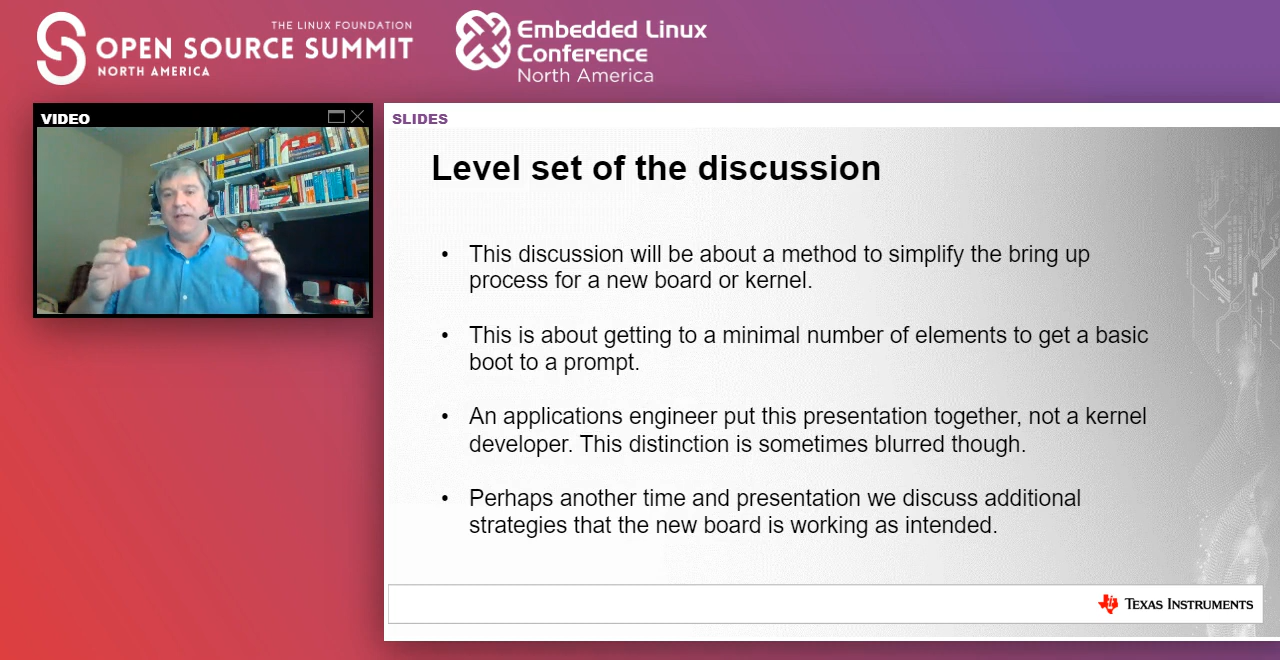 THE LINUX FOUNDATION
OPEN SOURCE SUMMIT
NORTH AMERICA
Embedded Linux
Conference
North America
VIDEO
SLIDES
Level set of the discussion
• This discussion will be about a method to simplify the bring up
process for a new board or kernel.
• This is about getting to a minimal number of elements to get a basic
boot to a prompt.
• An applications engineer put this presentation together, not a kernel
developer. This distinction is sometimes blurred though.
• Perhaps another time and presentation we discuss additional
strategies that the new board is working as intended.
TEXAS INSTRUMENTS